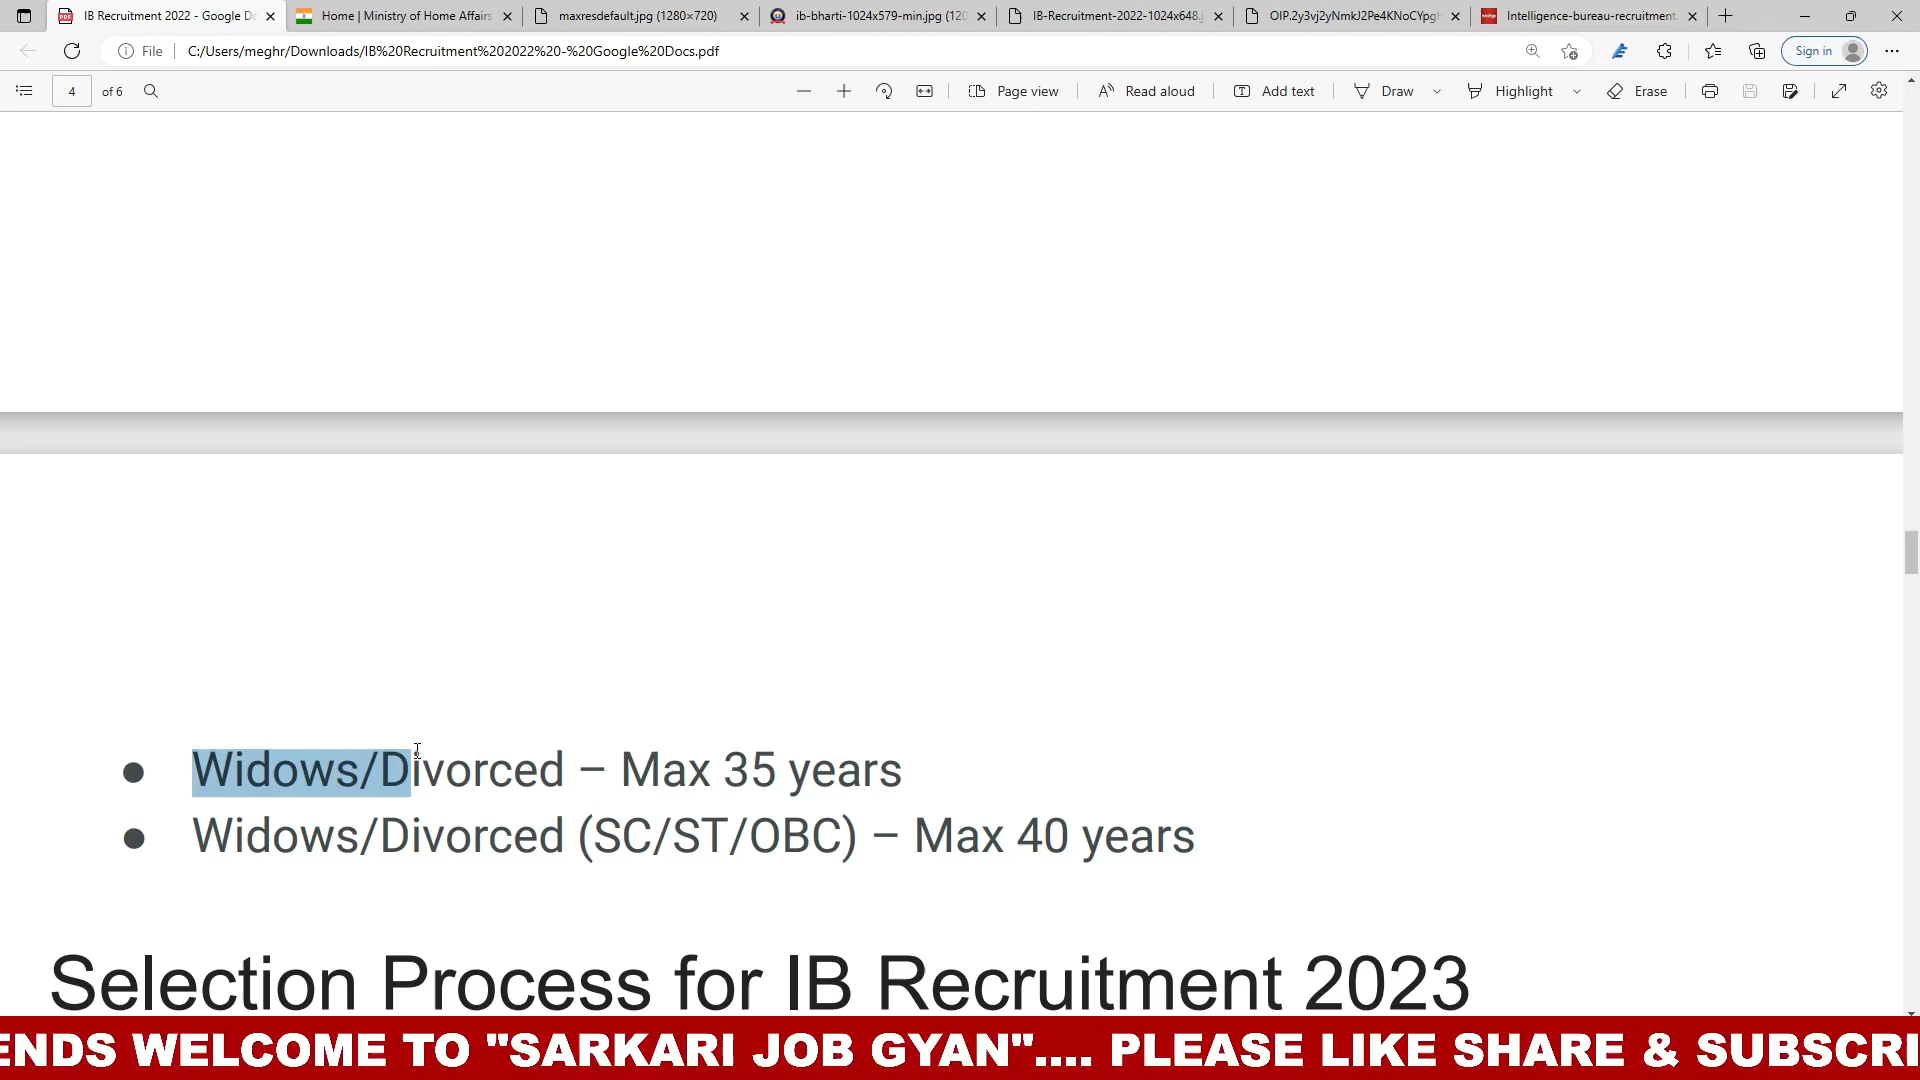 IB Recruitment 2022 - Google Do
Home | Ministry of Home Affairs
maxresdefault.jpg (1280×720)
ib-bharti-1024x579-min.jpg (120
IB-Recruitment-2022-1024x648.j
OIP.2y3vj2yNmkJ2Pe4KNoCYpgH
Intelligence-bureau-recruitment
File
C:/Users/meghr/Downloads/IB%20Recruitment%202022%20-%20Google%20Docs.pdf
Sign in
4 of 6
Page view
Read aloud
Add text
Draw
Highlight
Erase
● Widows/Divorced – Max 35 years
● Widows/Divorced (SC/ST/OBC) – Max 40 years
Selection Process for IB Recruitment 2023
ENDS WELCOME TO "SARKARI JOB GYAN".... PLEASE LIKE SHARE & SUBSCRI